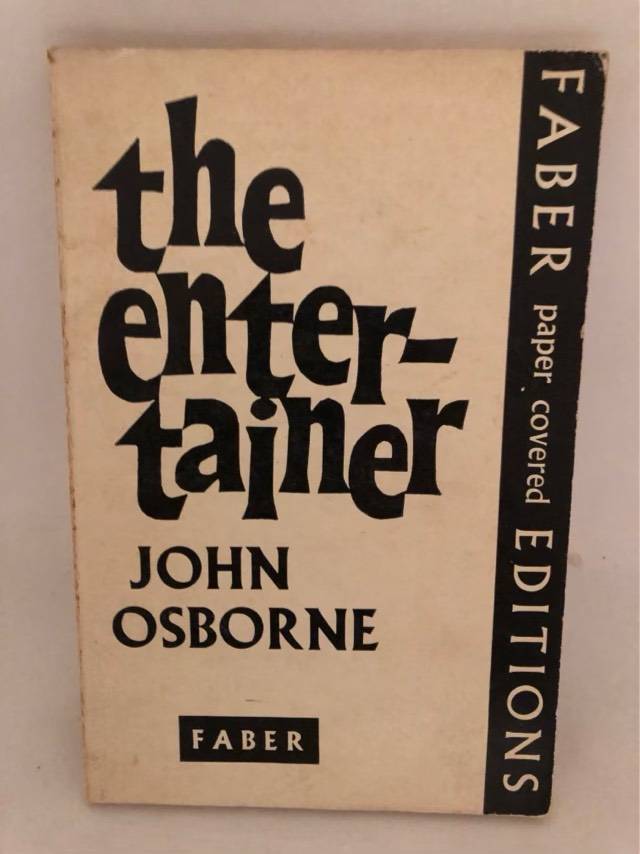 the
enter-
tainer
JOHN
OSBORNE
FABER
FABER paper covered EDITIONS